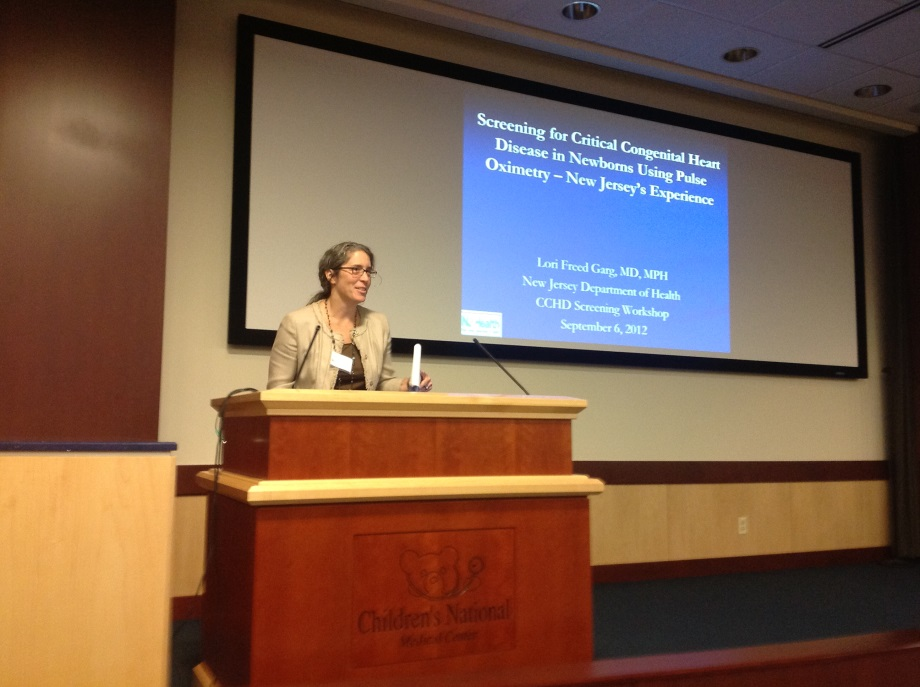 Screening for Critical Congenital Heart
Disease in Newborns Using Pulse
Oximetry – New Jersey's Experience
Lori Freed Garg, MD, MPH
New Jersey Department of Health
CCHD Screening Workshop
September 6, 2012
Children's National
Medical Center